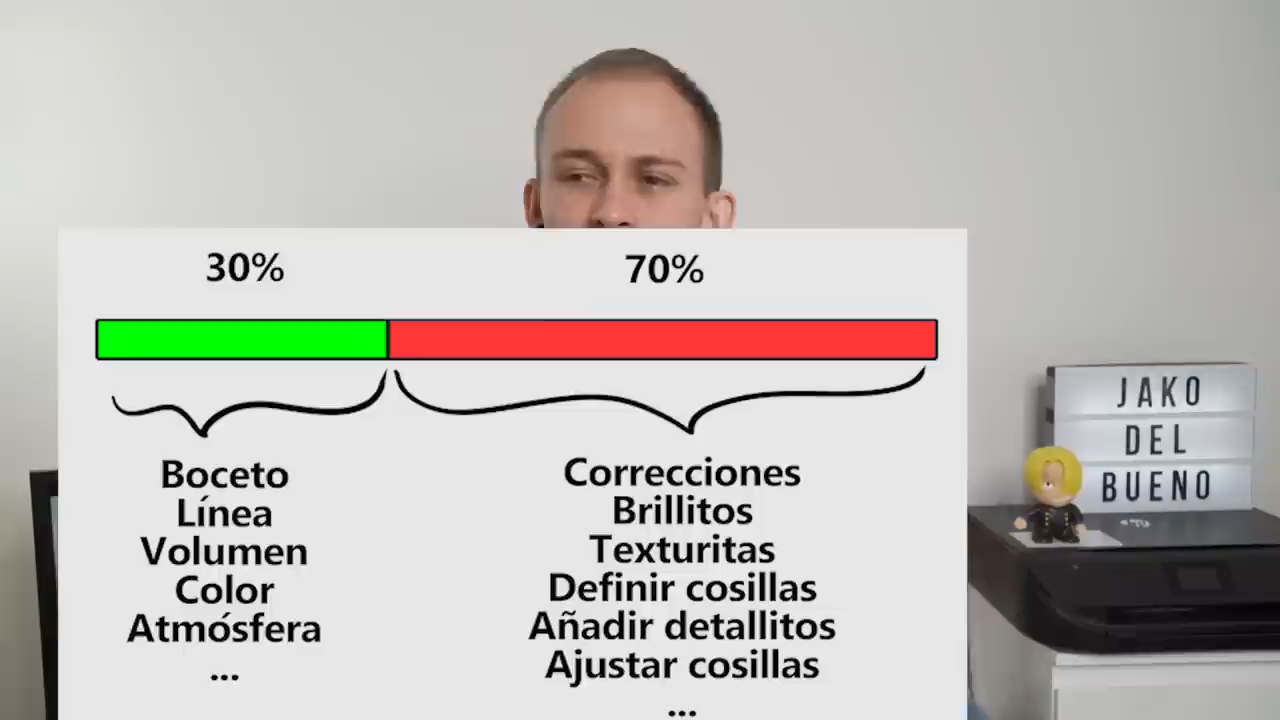 30%
70%
Boceto
Línea
Volumen
Color
Atmósfera
...
Correcciones
Brillitos
Texturitas
Definir cosillas
Añadir detallitos
Ajustar cosillas
...
JAKO
DEL
BUENO